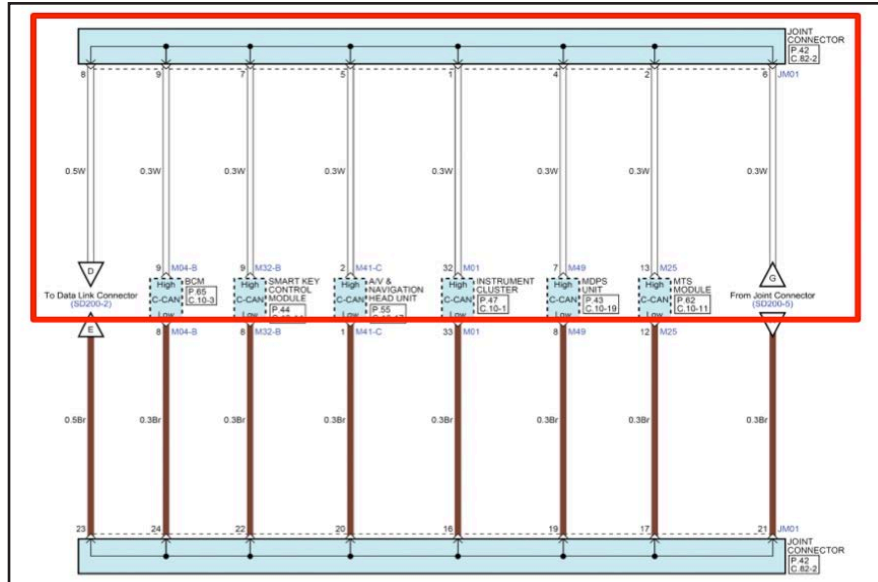 JOINT
CONNECTOR
P.42
C.82-2
8 9 7 5 1 4 2 6 JM01
0.5W 0.3W 0.3W 0.3W 0.3W 0.3W 0.3W 0.3W
D
To Data Link Connector
(SD200-2)
E
9 M04-B
High
C-CAN
Low
BCM
P.65
C.10-3
8 M04-B
9 M32-B
High
C-CAN
Low
SMART KEY
CONTROL
MODULE
P.44
8 M32-B
2 M41-C
High
C-CAN
Low
A/V &
NAVIGATION
HEAD UNIT
P.55
1 M41-C
32 M01
High
C-CAN
Low
INSTRUMENT
CLUSTER
P.47
C.10-1
33 M01
7 M49
High
C-CAN
Low
MDPS
UNIT
P.43
C.10-19
8 M49
13 M25
High
C-CAN
Low
MTS
MODULE
P.62
C.10-11
12 M25
G
From Joint Connector
(SD200-5)
0.5Br 0.3Br 0.3Br 0.3Br 0.3Br 0.3Br 0.3Br 0.3Br
23 24 22 20 16 19 17 21 JM01
JOINT
CONNECTOR
P.42
C.82-2